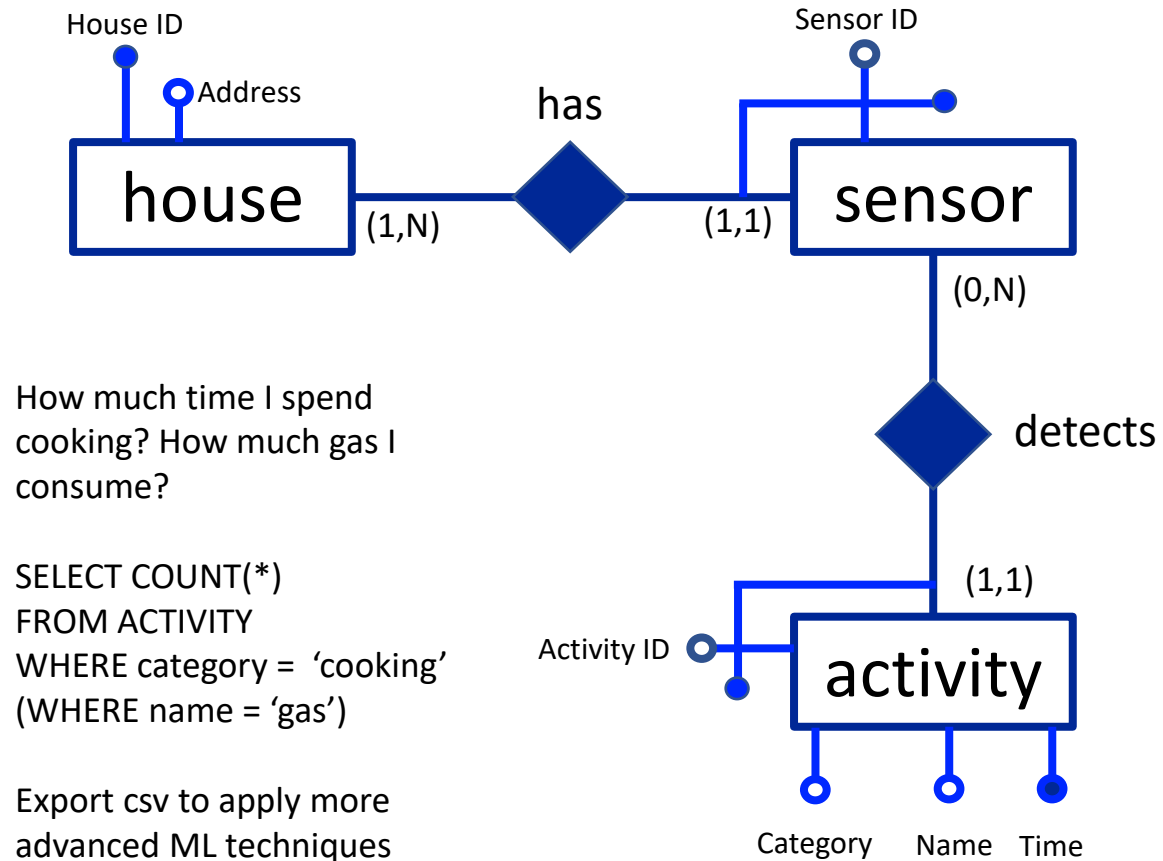 House ID
Sensor ID
Address
has
house
sensor
(1,N)
(1,1)
(0,N)
How much time I spend
cooking? How much gas I
consume?
detects
SELECT COUNT(*)
FROM ACTIVITY
WHERE category = ‘cooking’
(WHERE name = ‘gas’)
(1,1)
Activity ID
activity
Export csv to apply more
advanced ML techniques
Category
Name
Time